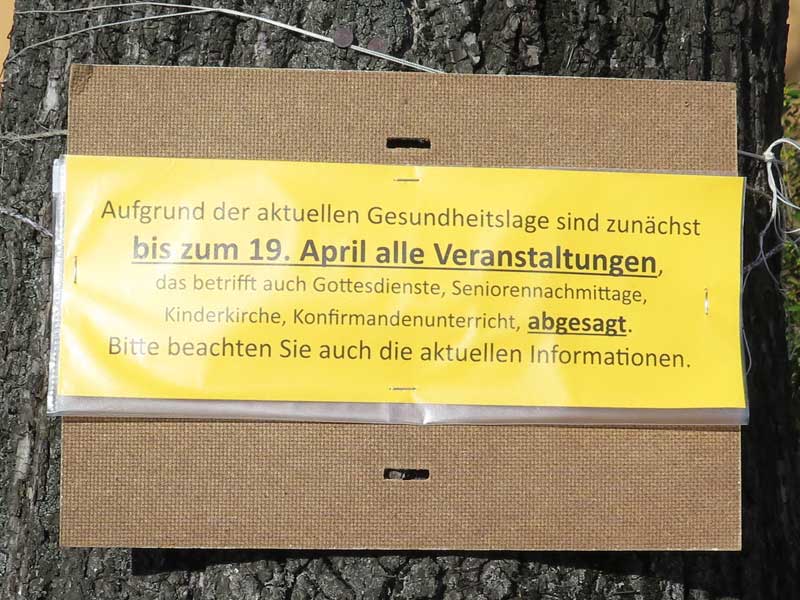 Aufgrund der aktuellen Gesundheitslage sind zunächst
bis zum 19. April alle Veranstaltungen,
das betrifft auch Gottesdienste, Seniorennachmittage,
Kinderkirche, Konfirmandenunterricht, abgesagt.
Bitte beachten Sie auch die aktuellen Informationen.